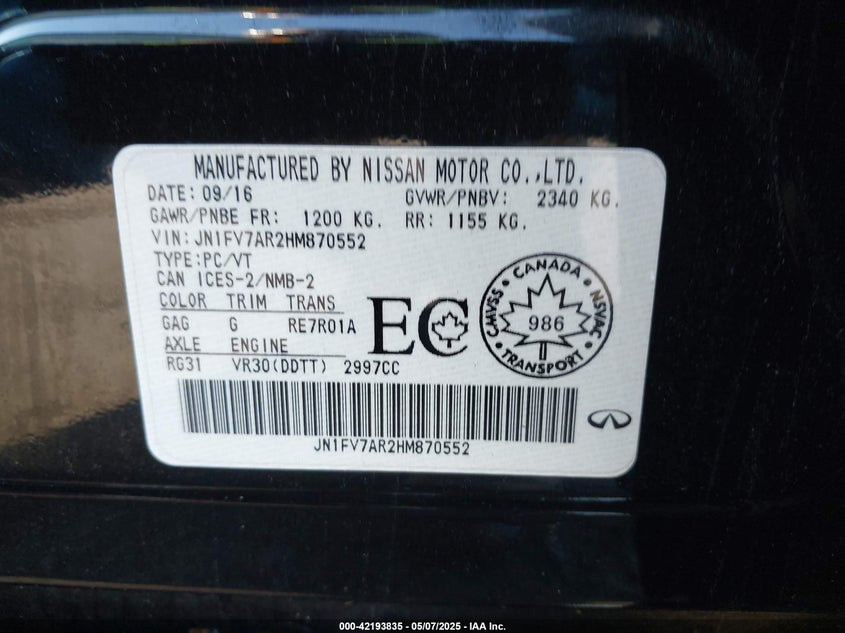 MANUFACTURED BY NISSAN MOTOR CO.,LTD.
DATE: 09/16 GVWR/PNBV: 2340 KG.
GAWR/PNBE FR: 1200 KG. RR: 1155 KG.
VIN: JN1FV7AR2HM870552
TYPE:PC/VT
CAN ICES-2/NMB-2
COLOR TRIM TRANS
GAG G RE7R01A
AXLE ENGINE
RG31 VR30(DDTT) 2997CC
EC
CANADA
CMVSS 986 NSVAC
TRANSPORT
JN1FV7AR2HM870552
000-42193835 - 05/07/2025 - IAA Inc.